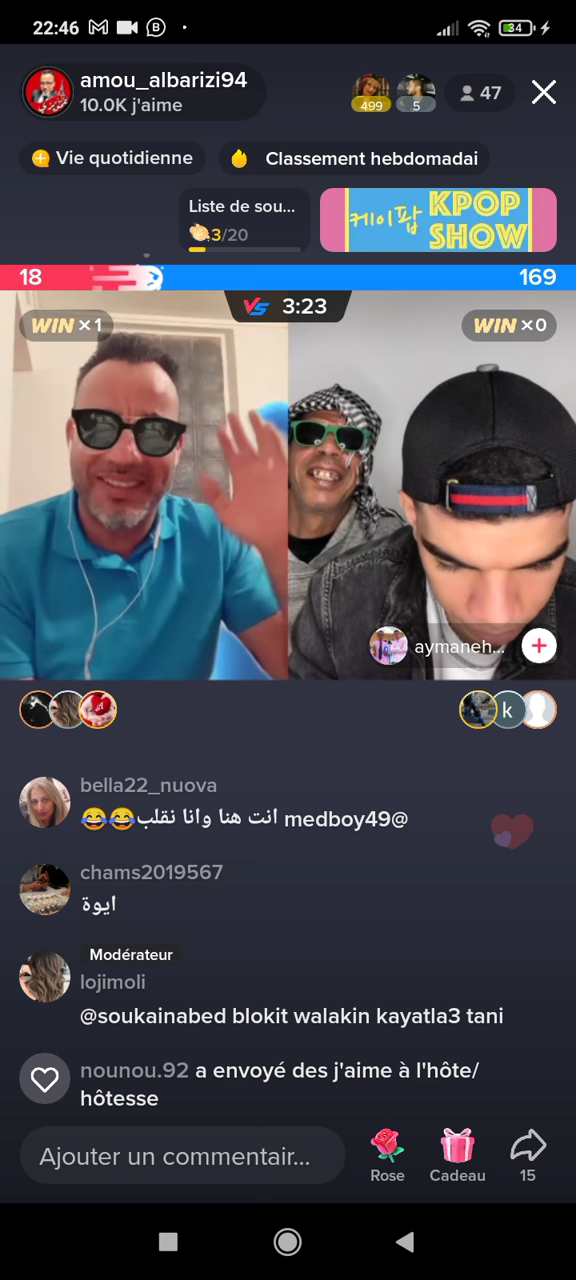 22:46
34
amou_albarizi94
10.0K j'aime
499
5
47
Vie quotidienne
Classement hebdomadai
Liste de sou...
3/20
케이팝
KPOP
SHOW
18
169
VS 3:23
WIN x 1
WIN x 0
aymaneh...
k
bella22_nuova
@medboy49 انت هنا وانا نقلب😂😂
chams2019567
ايوة
Modérateur
lojimoli
@soukainabed blokit walakin kayatla3 tani
nounou.92 a envoyé des j'aime à l'hôte/
hôtesse
Ajouter un commentair...
Rose
Cadeau
15